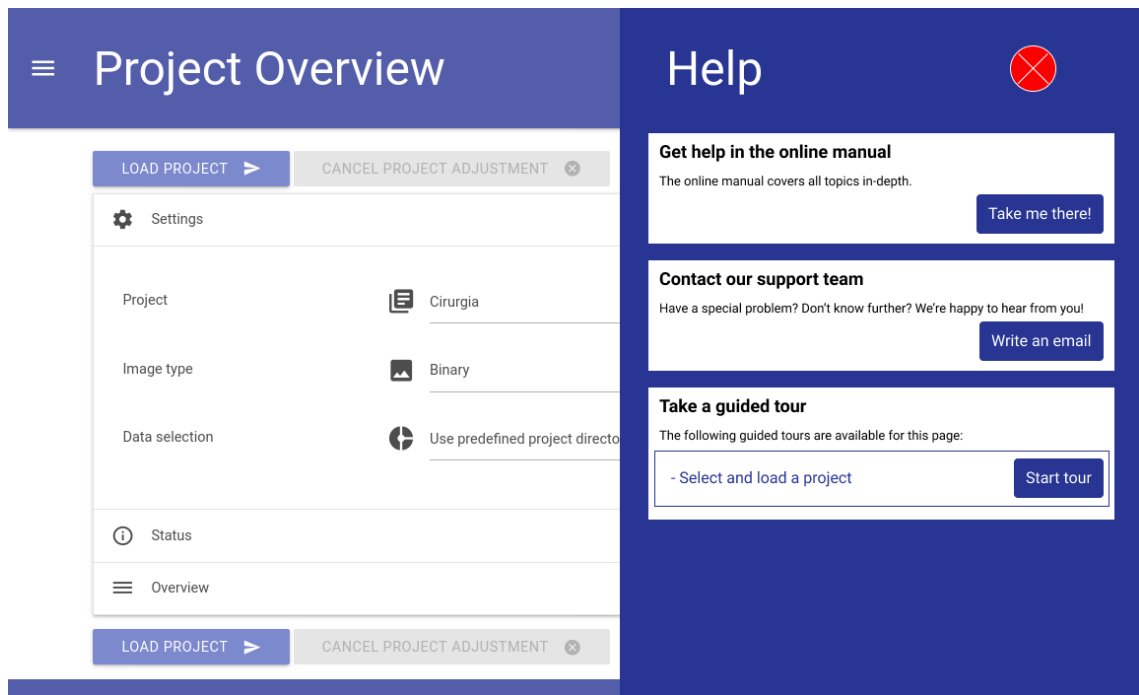 Project Overview
LOAD PROJECT
CANCEL PROJECT ADJUSTMENT
Settings
Project
Cirurgia
Image type
Binary
Data selection
Use predefined project directo
Status
Overview
LOAD PROJECT
CANCEL PROJECT ADJUSTMENT
Help
Get help in the online manual
The online manual covers all topics in-depth.
Take me there!
Contact our support team
Have a special problem? Don't know further? We're happy to hear from you!
Write an email
Take a guided tour
The following guided tours are available for this page:
- Select and load a project
Start tour